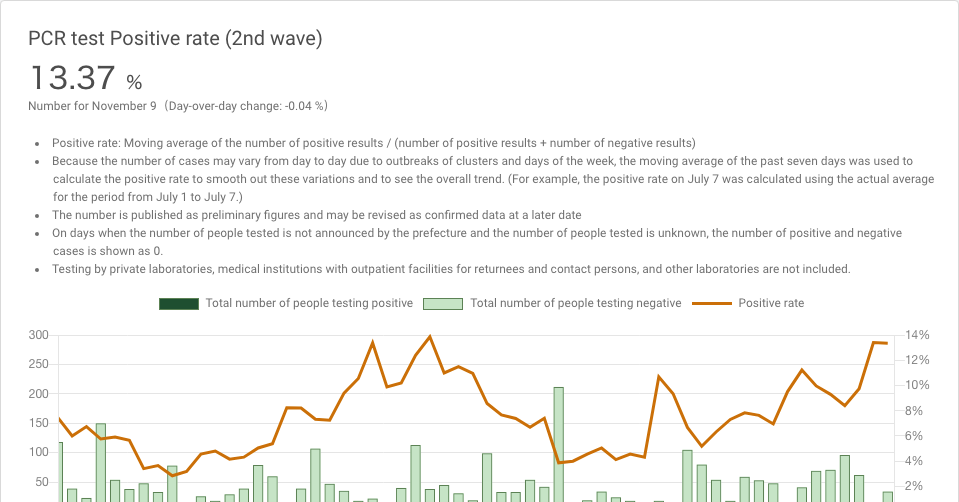 PCR test Positive rate (2nd wave)
13.37 %
Number for November 9（Day-over-day change: -0.04 %）
• Positive rate: Moving average of the number of positive results / (number of positive results + number of negative results)
• Because the number of cases may vary from day to day due to outbreaks of clusters and days of the week, the moving average of the past seven days was used to
calculate the positive rate to smooth out these variations and to see the overall trend. (For example, the positive rate on July 7 was calculated using the actual average
for the period from July 1 to July 7.)
• The number is published as preliminary figures and may be revised as confirmed data at a later date
• On days when the number of people tested is not announced by the prefecture and the number of people tested is unknown, the number of positive and negative
cases is shown as 0.
• Testing by private laboratories, medical institutions with outpatient facilities for returnees and contact persons, and other laboratories are not included.
Total number of people testing positive Total number of people testing negative Positive rate
300 14%
250 12%
200 10%
150 8%
100 6%
50 4%
2%